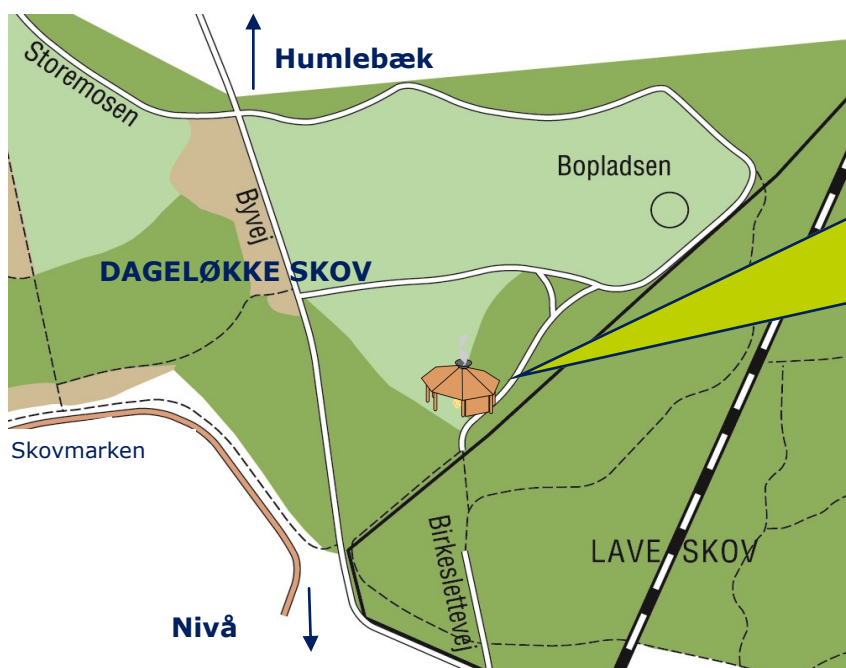 Humlebæk
Storemosen
Bopladsen
Byvej
DAGELØKKE SKOV
Skovmarken
LAVE SKOV
Birkeslettevej
Nivå